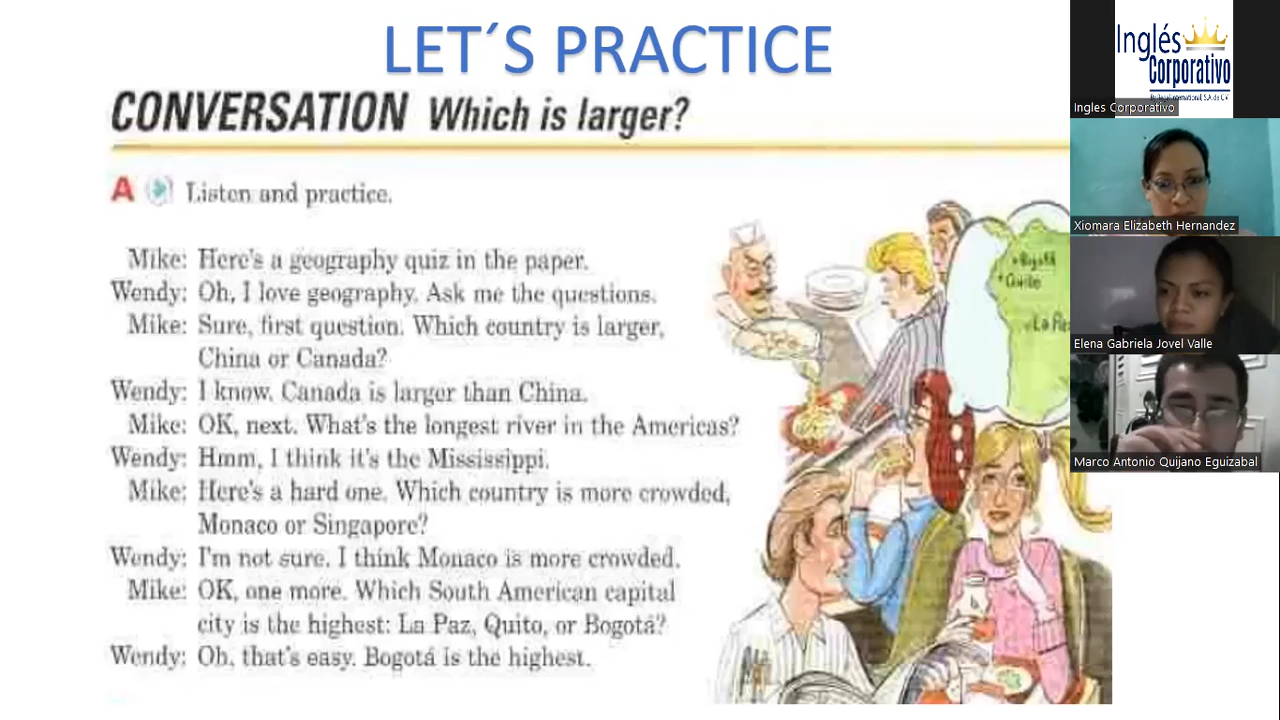 LET´S PRACTICE
CONVERSATION Which is larger?
A Listen and practice.
Mike: Here's a geography quiz in the paper.
Wendy: Oh, I love geography. Ask me the questions.
Mike: Sure, first question. Which country is larger,
China or Canada?
Wendy: I know. Canada is larger than China.
Mike: OK, next. What's the longest river in the Americas?
Wendy: Hmm, I think it's the Mississippi.
Mike: Here's a hard one. Which country is more crowded,
Monaco or Singapore?
Wendy: I'm not sure. I think Monaco is more crowded.
Mike: OK, one more. Which South American capital
city is the highest: La Paz, Quito, or Bogotá?
Wendy: Oh, that's easy. Bogotá is the highest.
Bogotá
Quito
Inglés
Corporativo
Ingles Corporativo
Xiomara Elizabeth Hernandez
Elena Gabriela Jovel Valle
Marco Antonio Quijano Eguizabal